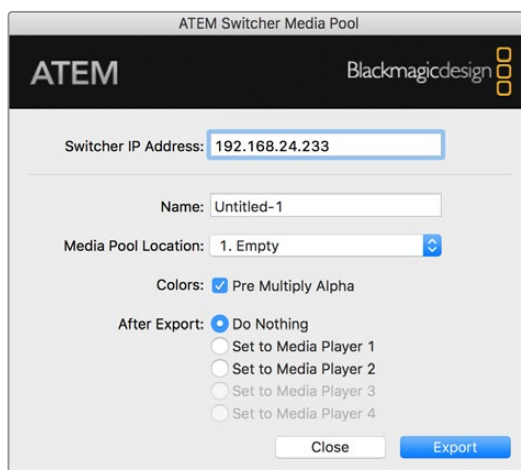 ATEM Switcher Media Pool
ATEM Blackmagicdesign
Switcher IP Address: 192.168.24.233
Name: Untitled-1
Media Pool Location: 1. Empty
Colors: Pre Multiply Alpha
After Export: Do Nothing
Set to Media Player 1
Set to Media Player 2
Set to Media Player 3
Set to Media Player 4
Close Export